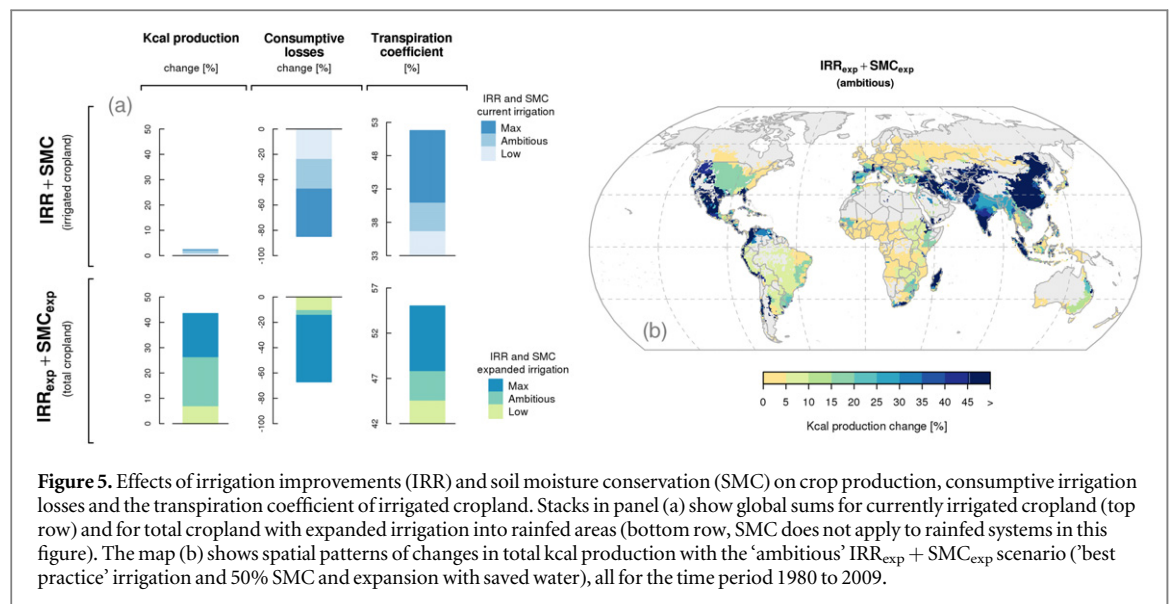 Kcal production
change [%]
Consumptive
losses
change [%]
Transpiration
coefficient
[%]
(a)
IRR + SMC
(irrigated cropland)
50
40
30
20
10
0
0
-20
-40
-60
-80
-100
53
48
43
38
33
IRR and SMC
current irrigation
Max
Ambitious
Low
IRRexp + SMCexp
(total cropland)
50
40
30
20
10
0
0
-20
-40
-60
-80
-100
57
52
47
42
IRR and SMC
expanded irrigation
Max
Ambitious
Low
IRRexp + SMCexp
(ambitious)
(b)
0 5 10 15 20 25 30 35 40 45 >
Kcal production change [%]
Figure 5. Effects of irrigation improvements (IRR) and soil moisture conservation (SMC) on crop production, consumptive irrigation
losses and the transpiration coefficient of irrigated cropland. Stacks in panel (a) show global sums for currently irrigated cropland (top
row) and for total cropland with expanded irrigation into rainfed areas (bottom row, SMC does not apply to rainfed systems in this
figure). The map (b) shows spatial patterns of changes in total kcal production with the ‘ambitious’ IRRexp + SMCexp scenario (’best
practice’ irrigation and 50% SMC and expansion with saved water), all for the time period 1980 to 2009.